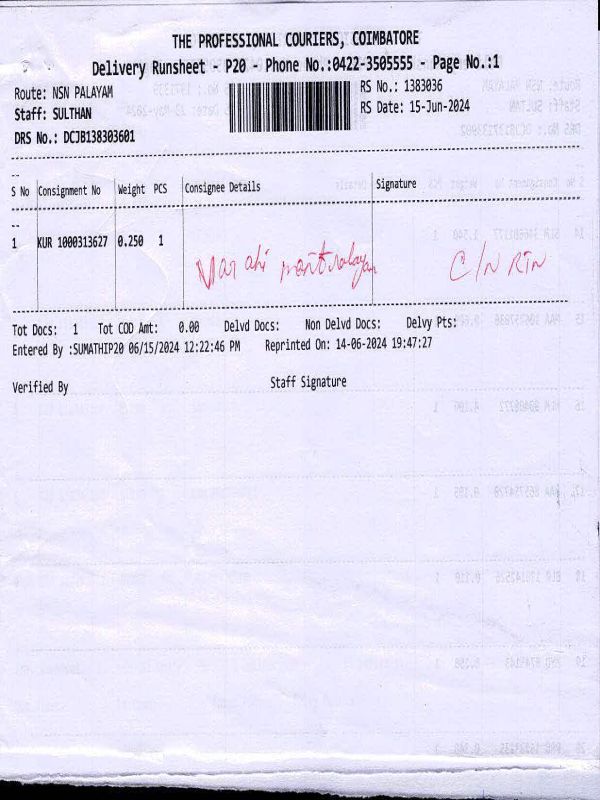 THE PROFESSIONAL COURIERS, COIMBATORE
Delivery Runsheet - P20 - Phone No.:0422-3505555 - Page No.:1
Route: NSN PALAYAM
RS No.: 1383036
Staff: SULTHAN
RS Date: 15-Jun-2024
DRS No.: DCJB138303601
S No Consignment No Weight PCS Consignee Details Signature
1 KUR 1000313627 0.250 1 C/N RTN
Tot Docs: 1 Tot COD Amt: 0.00 Delvd Docs: Non Delvd Docs: Delvy Pts:
Entered By :SUMATHIP20 06/15/2024 12:22:46 PM Reprinted On: 14-06-2024 19:47:27
Verified By Staff Signature